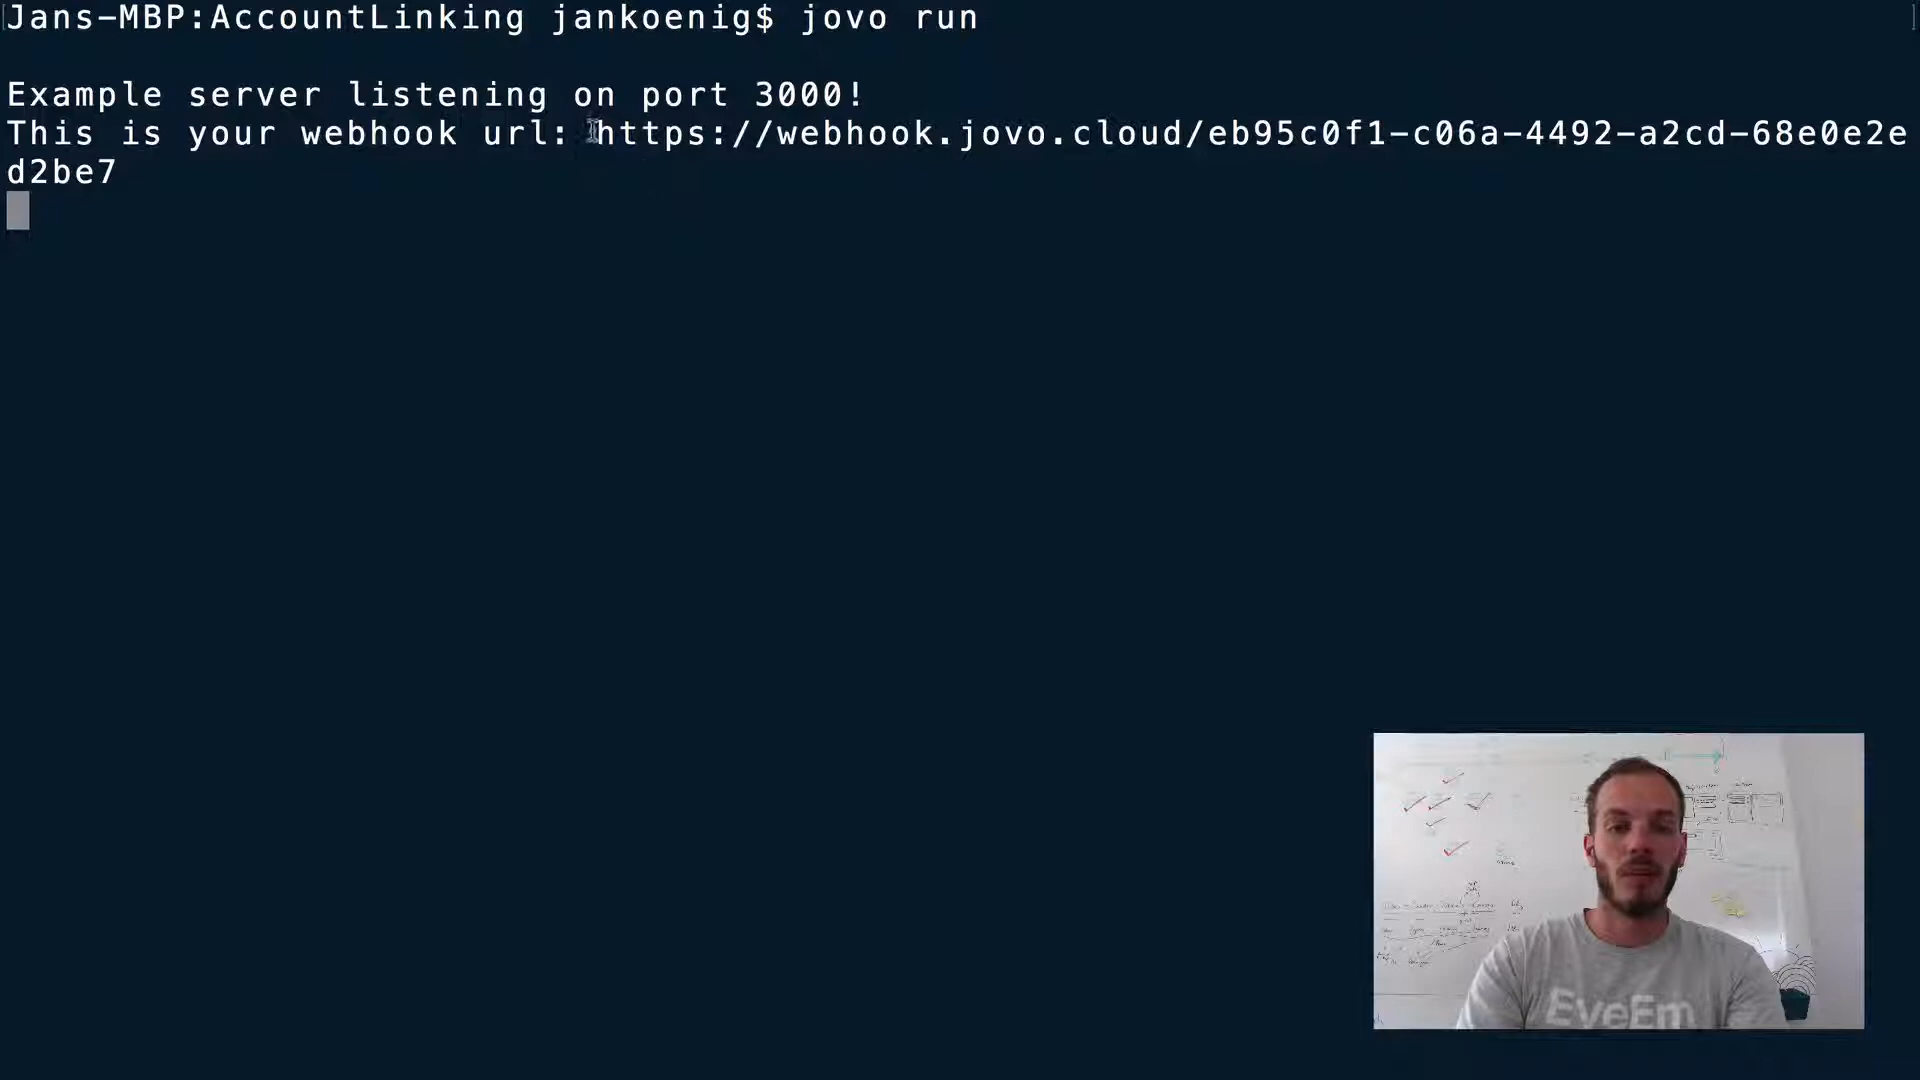 Jans-MBP:AccountLinking jankoenig$ jovo run
Example server listening on port 3000!
This is your webhook url: https://webhook.jovo.cloud/eb95c0f1-c06a-4492-a2cd-68e0e2e
d2be7
EyeEm